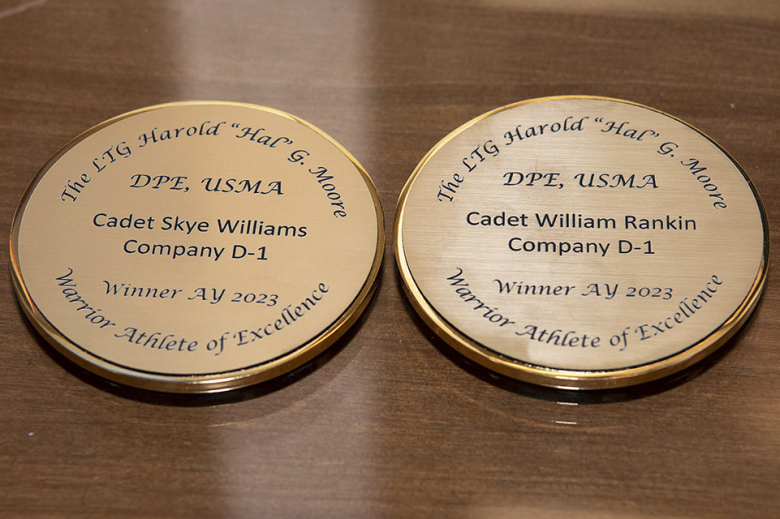 The LTG Harold “Hal” G. Moore
DPE, USMA
Cadet Skye Williams
Company D-1
Winner AY 2023
Warrior Athlete of Excellence
The LTG Harold “Hal” G. Moore
DPE, USMA
Cadet William Rankin
Company D-1
Winner AY 2023
Warrior Athlete of Excellence